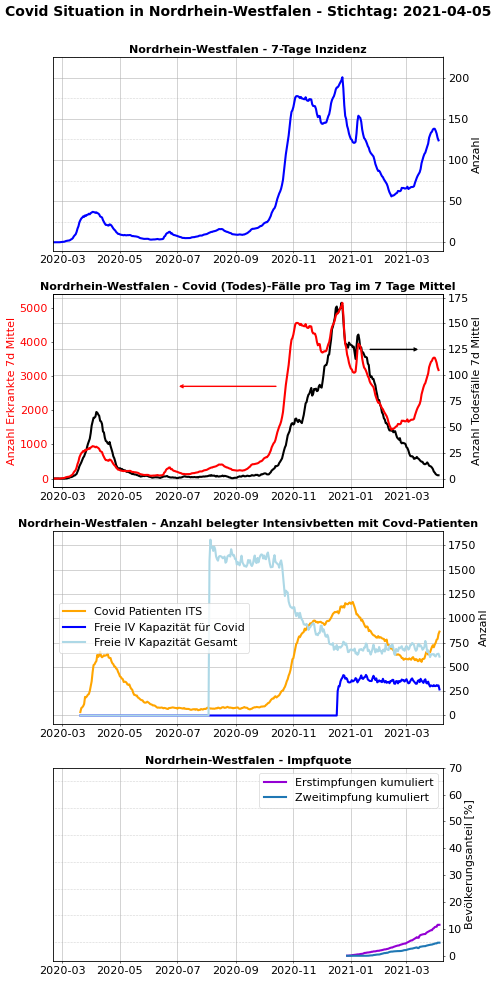 Covid Situation in Nordrhein-Westfalen - Stichtag: 2021-04-05
Nordrhein-Westfalen - 7-Tage Inzidenz
200
150
100
50
0
Anzahl
2020-03 2020-05 2020-07 2020-09 2020-11 2021-01 2021-03
Nordrhein-Westfalen - Covid (Todes)-Fälle pro Tag im 7 Tage Mittel
Anzahl Erkrankte 7d Mittel
5000
4000
3000
2000
1000
0
175
150
125
100
75
50
25
0
Anzahl Todesfälle 7d Mittel
2020-03 2020-05 2020-07 2020-09 2020-11 2021-01 2021-03
Nordrhein-Westfalen - Anzahl belegter Intensivbetten mit Covd-Patienten
Covid Patienten ITS
Freie IV Kapazität für Covid
Freie IV Kapazität Gesamt
1750
1500
1250
1000
750
500
250
0
Anzahl
2020-03 2020-05 2020-07 2020-09 2020-11 2021-01 2021-03
Nordrhein-Westfalen - Impfquote
Erstimpfungen kumuliert
Zweitimpfung kumuliert
70
60
50
40
30
20
10
0
Bevölkerungsanteil [%]
2020-03 2020-05 2020-07 2020-09 2020-11 2021-01 2021-03